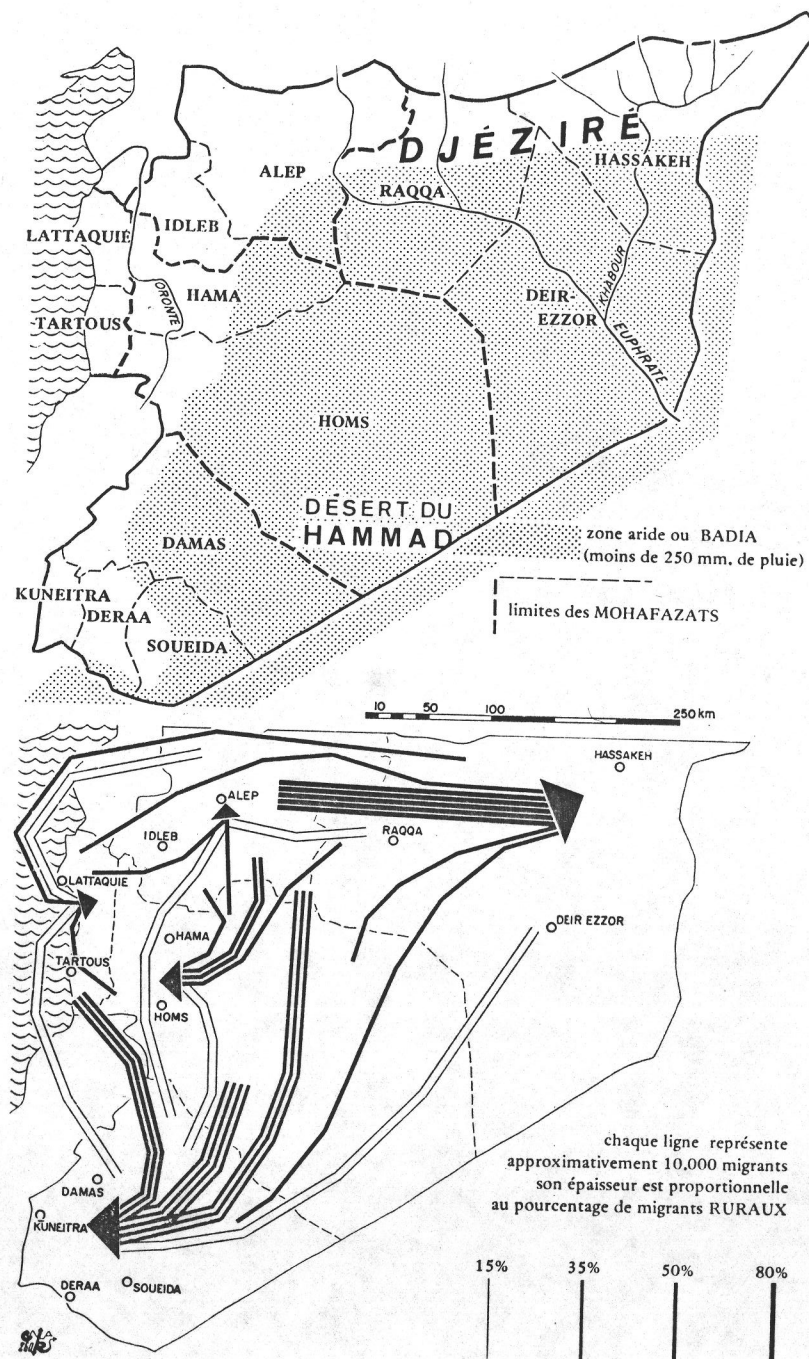 DJÉZIRÉ
HASSAKEH
ALEP
RAQQA
LATTAQUIÉ
IDLEB
HAMA
ORONTE
TARTOUS
DEIR-
EZZOR
KHABOUR
EUPHRATE
HOMS
DÉSERT DU
HAMMAD
DAMAS
zone aride ou BADIA
(moins de 250 mm. de pluie)
KUNEITRA
DERAA
SOUEIDA
limites des MOHAFAZATS
10 50 100 250 km
HASSAKEH
ALEP
IDLEB
RAQQA
LATTAQUIE
DEIR EZZOR
HAMA
TARTOUS
HOMS
chaque ligne représente
approximativement 10,000 migrants
son épaisseur est proportionnelle
au pourcentage de migrants RURAUX
DAMAS
KUNEITRA
DERAA
SOUEIDA
15% 35% 50% 80%